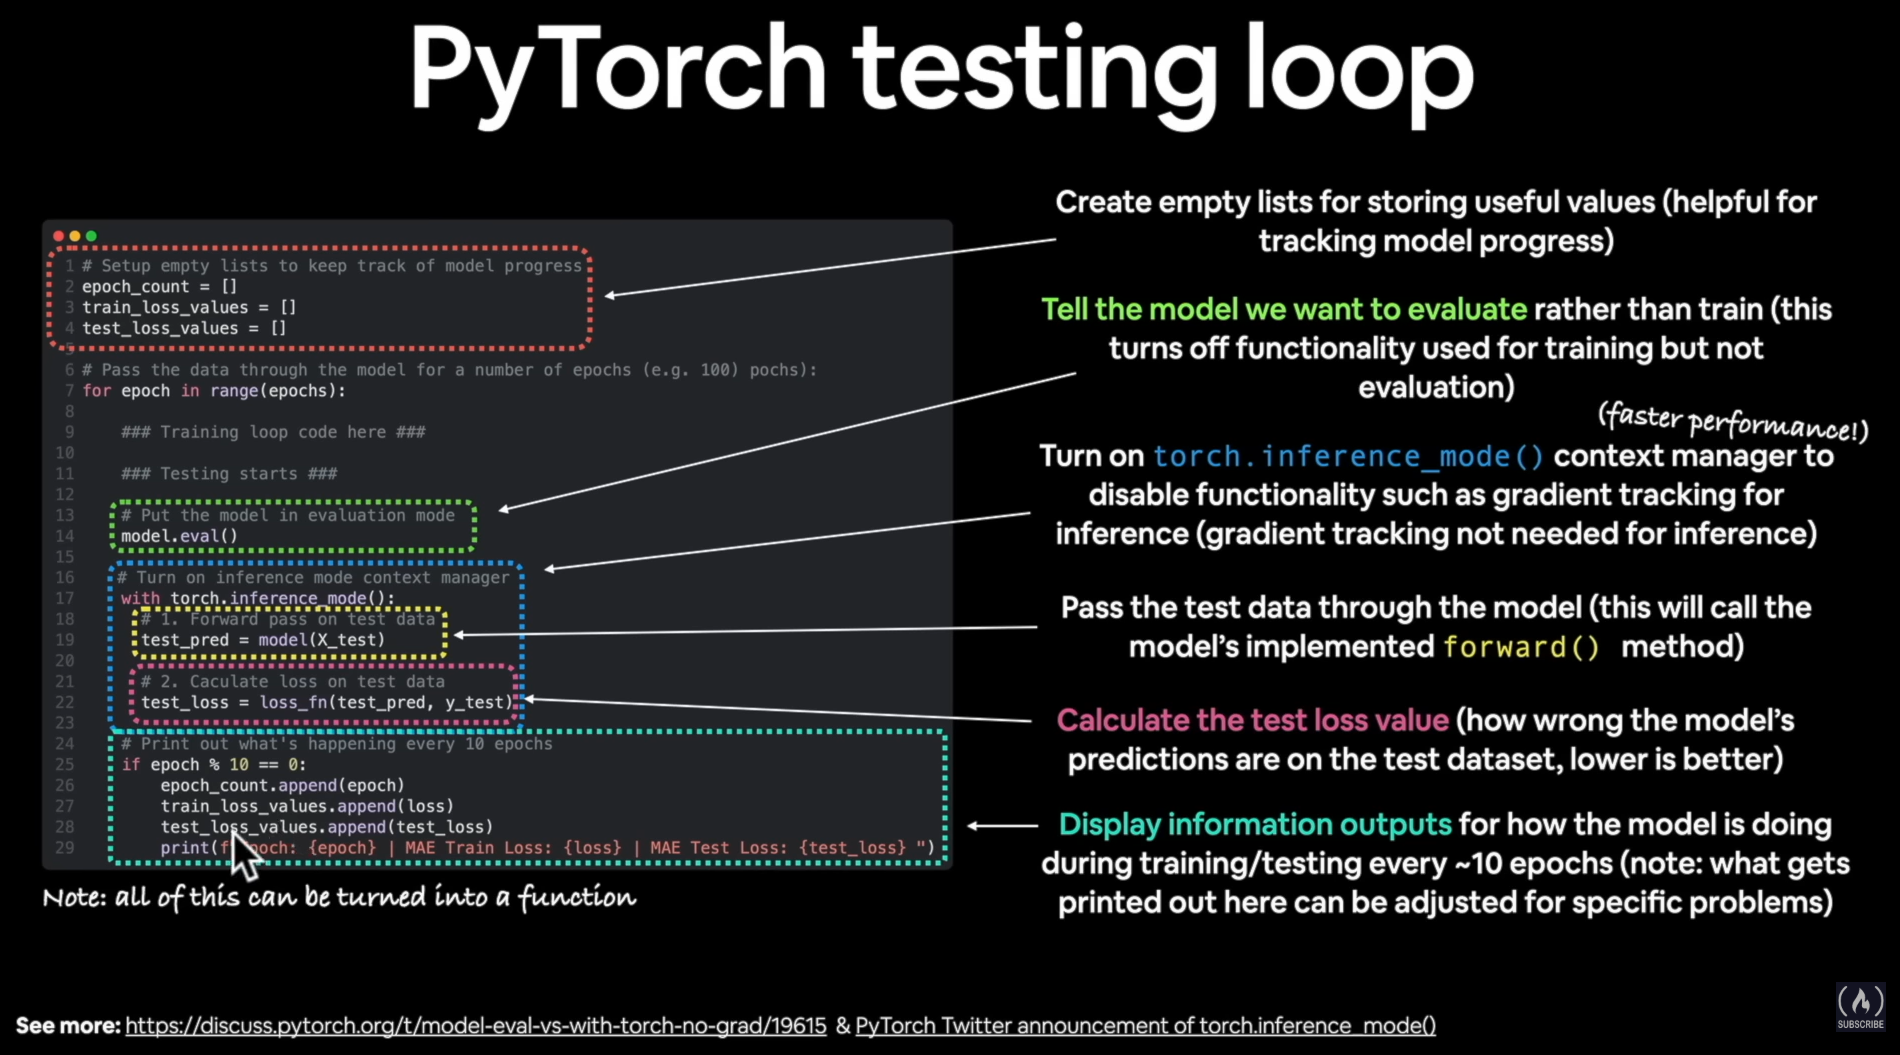 PyTorch testing loop
1 # Setup empty lists to keep track of model progress
2 epoch_count = []
3 train_loss_values = []
4 test_loss_values = []
5
6 # Pass the data through the model for a number of epochs (e.g. 100) pochs):
7 for epoch in range(epochs):
8
9 ### Training loop code here ###
10
11 ### Testing starts ###
12
13 # Put the model in evaluation mode
14 model.eval()
15
16 # Turn on inference mode context manager
17 with torch.inference_mode():
18 # 1. Forward pass on test data
19 test_pred = model(X_test)
20
21 # 2. Caculate loss on test data
22 test_loss = loss_fn(test_pred, y_test)
23
24 # Print out what's happening every 10 epochs
25 if epoch % 10 == 0:
26 epoch_count.append(epoch)
27 train_loss_values.append(loss)
28 test_loss_values.append(test_loss)
29 print(f och: {epoch} | MAE Train Loss: {loss} | MAE Test Loss: {test_loss} ")
Note: all of this can be turned into a function
Create empty lists for storing useful values (helpful for
tracking model progress)
Tell the model we want to evaluate rather than train (this
turns off functionality used for training but not
evaluation)
(faster performance!)
Turn on torch.inference_mode() context manager to
disable functionality such as gradient tracking for
inference (gradient tracking not needed for inference)
Pass the test data through the model (this will call the
model's implemented forward() method)
Calculate the test loss value (how wrong the model's
predictions are on the test dataset, lower is better)
Display information outputs for how the model is doing
during training/testing every ~10 epochs (note: what gets
printed out here can be adjusted for specific problems)
See more: https://discuss.pytorch.org/t/model-eval-vs-with-torch-no-grad/19615 & PyTorch Twitter announcement of torch.inference_mode()
SUBSCRIBE